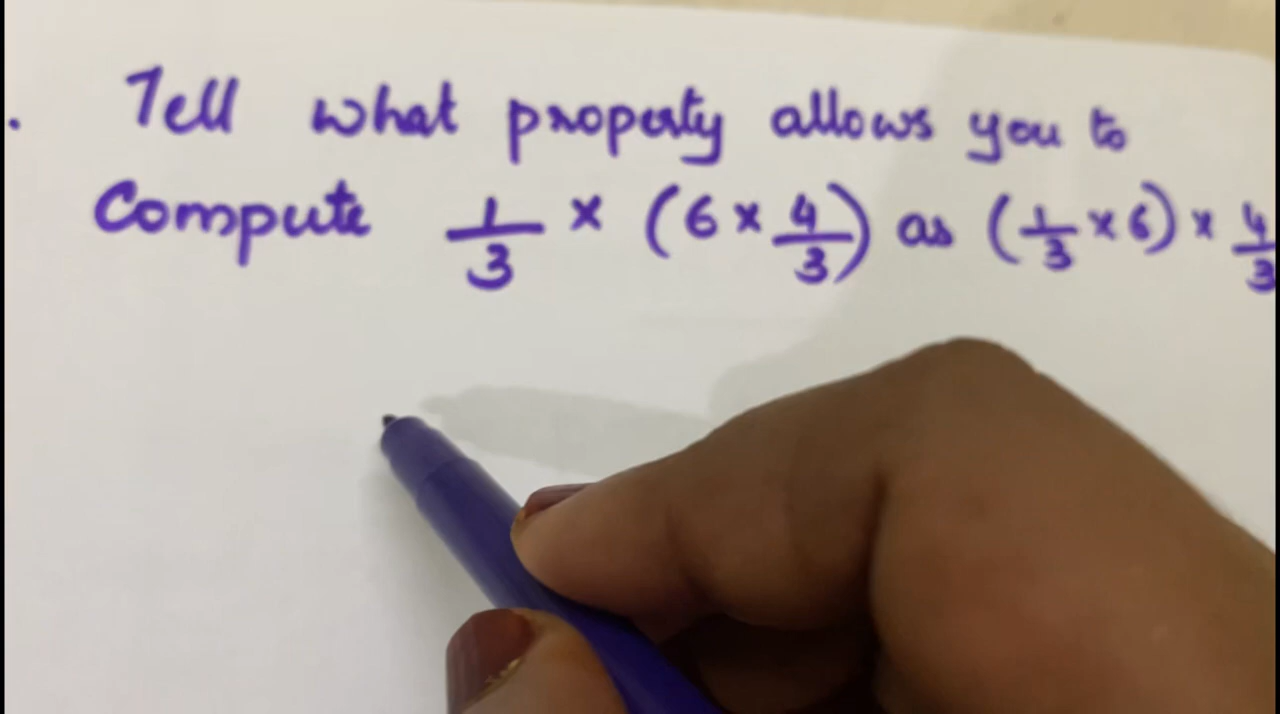 . Tell what property allows you to
Compute 1/3 × (6 × 4/3) as (1/3 × 6) × 4/3